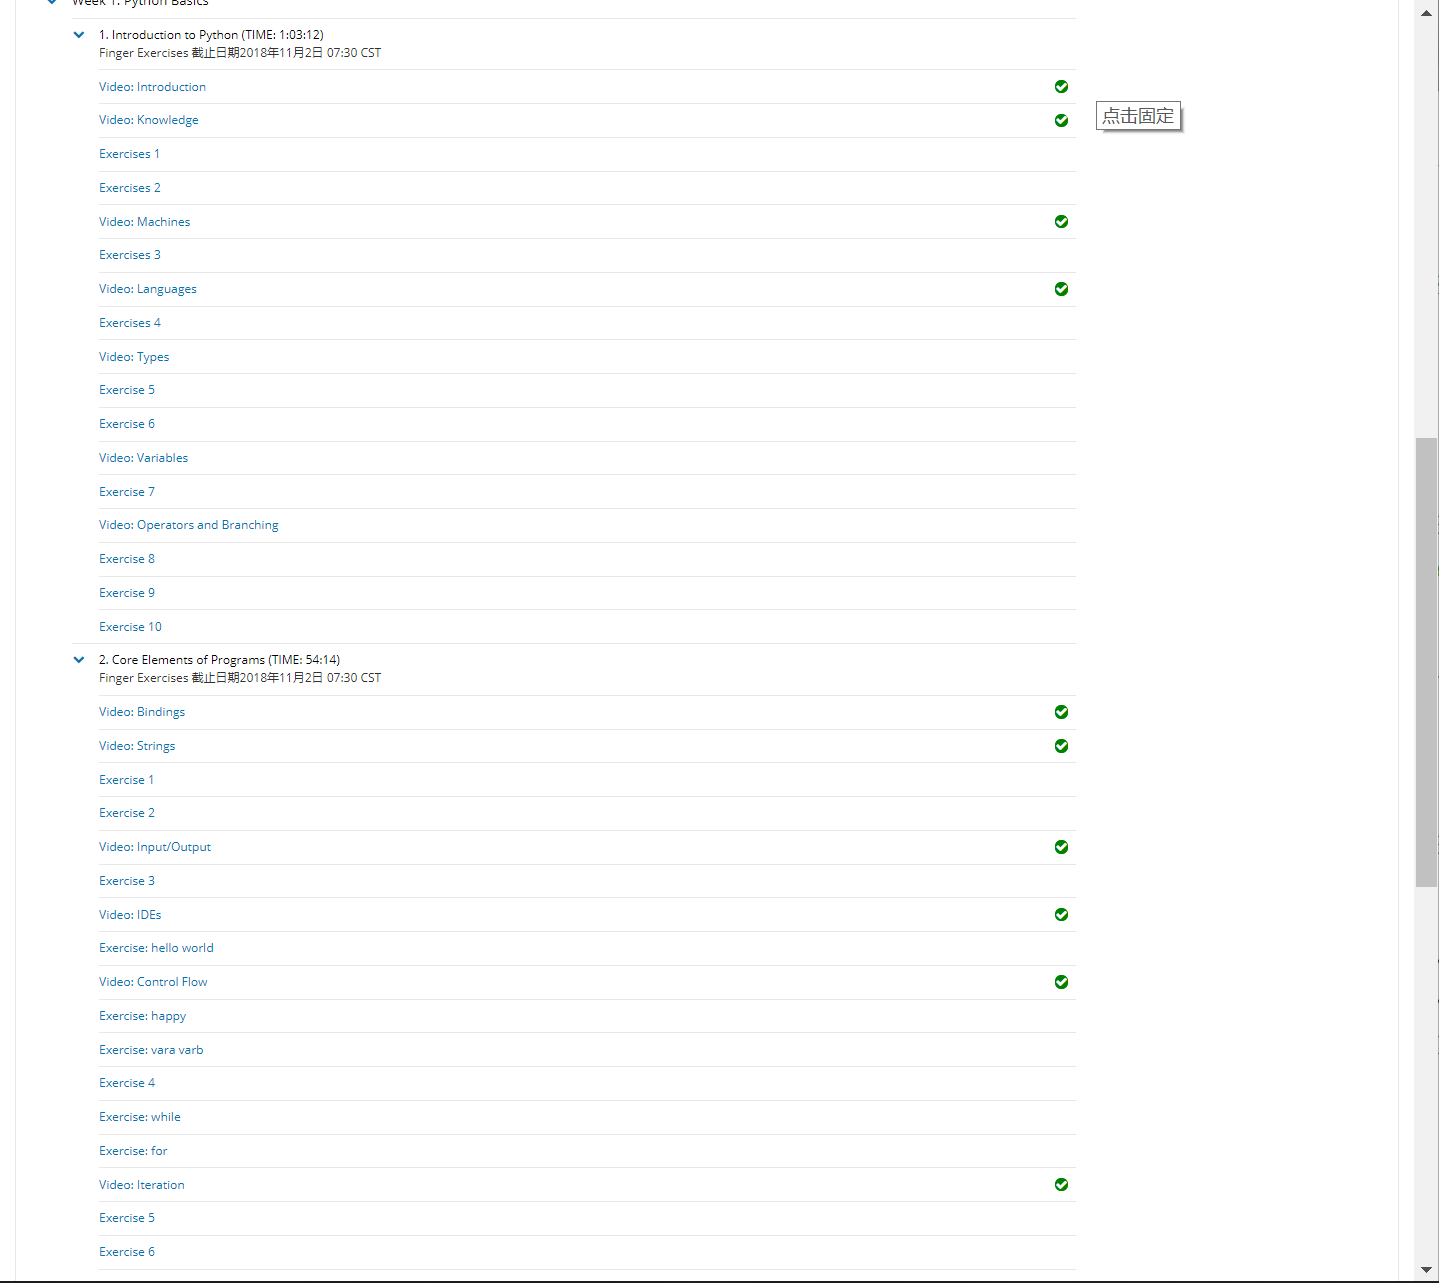 Week 1: Python Basics
1. Introduction to Python (TIME: 1:03:12)
Finger Exercises 截止日期2018年11月2日 07:30 CST
Video: Introduction
Video: Knowledge
点击固定
Exercises 1
Exercises 2
Video: Machines
Exercises 3
Video: Languages
Exercises 4
Video: Types
Exercise 5
Exercise 6
Video: Variables
Exercise 7
Video: Operators and Branching
Exercise 8
Exercise 9
Exercise 10
2. Core Elements of Programs (TIME: 54:14)
Finger Exercises 截止日期2018年11月2日 07:30 CST
Video: Bindings
Video: Strings
Exercise 1
Exercise 2
Video: Input/Output
Exercise 3
Video: IDEs
Exercise: hello world
Video: Control Flow
Exercise: happy
Exercise: vara varb
Exercise 4
Exercise: while
Exercise: for
Video: Iteration
Exercise 5
Exercise 6